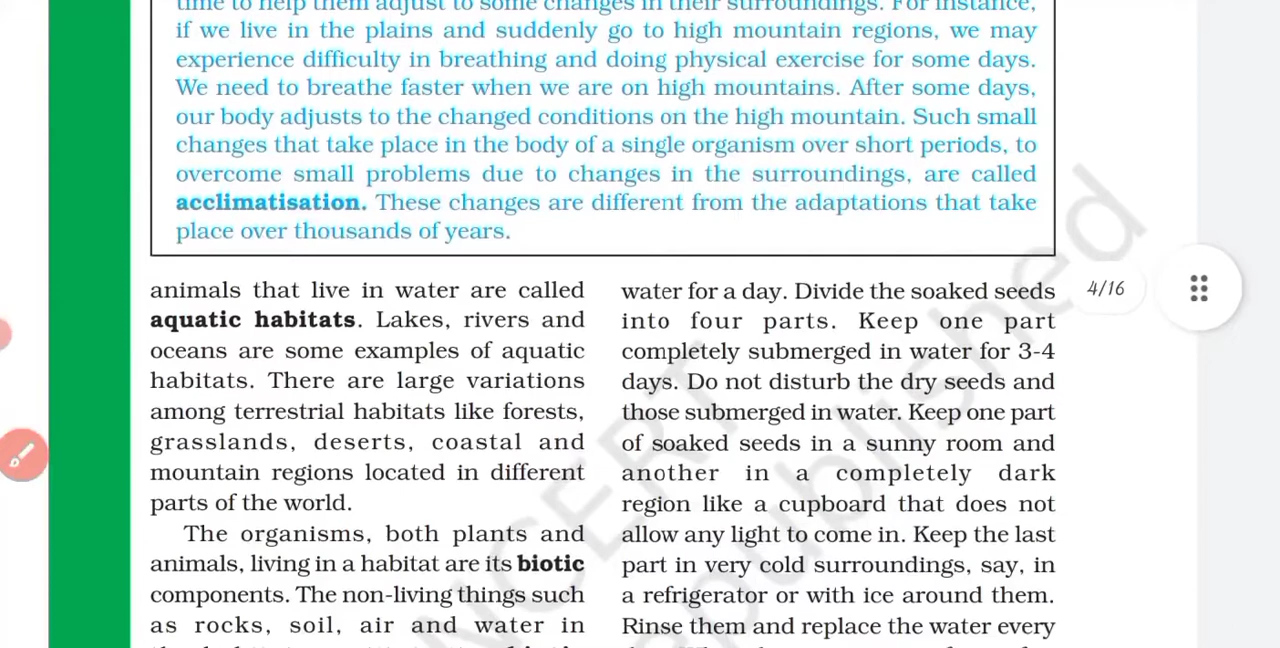 time to help them adjust to some changes in their surroundings. For instance,
if we live in the plains and suddenly go to high mountain regions, we may
experience difficulty in breathing and doing physical exercise for some days.
We need to breathe faster when we are on high mountains. After some days,
our body adjusts to the changed conditions on the high mountain. Such small
changes that take place in the body of a single organism over short periods, to
overcome small problems due to changes in the surroundings, are called
acclimatisation. These changes are different from the adaptations that take
place over thousands of years.
animals that live in water are called
aquatic habitats. Lakes, rivers and
oceans are some examples of aquatic
habitats. There are large variations
among terrestrial habitats like forests,
grasslands, deserts, coastal and
mountain regions located in different
parts of the world.
The organisms, both plants and
animals, living in a habitat are its biotic
components. The non-living things such
as rocks, soil, air and water in
water for a day. Divide the soaked seeds
into four parts. Keep one part
completely submerged in water for 3-4
days. Do not disturb the dry seeds and
those submerged in water. Keep one part
of soaked seeds in a sunny room and
another in a completely dark
region like a cupboard that does not
allow any light to come in. Keep the last
part in very cold surroundings, say, in
a refrigerator or with ice around them.
Rinse them and replace the water every
4/16
NCERT
published